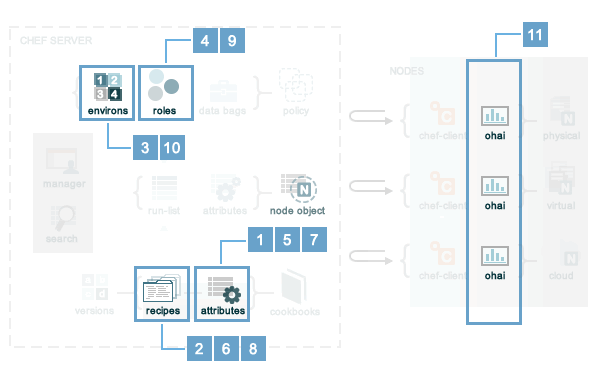 11
4 9
CHEF SERVER
NODES
1 2
3 4
environs
roles
data bags
policy
chef-client
ohai
physical
3 10
manager
search
run-list
attributes
N
node object
chef-client
ohai
virtual
1 5 7
versions
recipes
attributes
cookbooks
chef-client
ohai
cloud
2 6 8